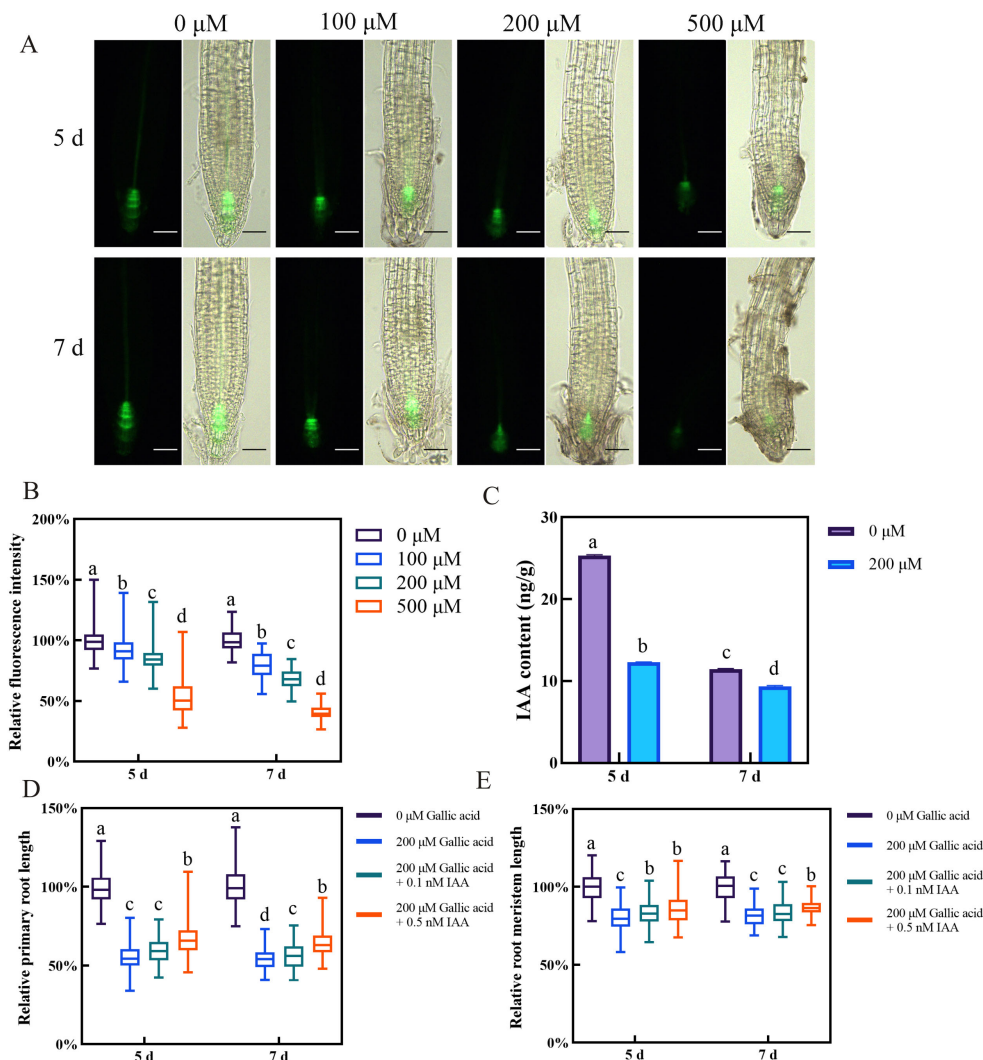 0 μM 100 μM 200 μM 500 μM
A
5 d
7 d
B
200%
150%
100%
50%
0%
Relative fluorescence intensity
a b c d a b c d
5 d 7 d
0 μM
100 μM
200 μM
500 μM
C
30
20
10
0
IAA content (ng/g)
a b c d
5 d 7 d
0 μM
200 μM
D
150%
100%
50%
0%
Relative primary root length
a c c b a d c b
5 d 7 d
0 μM Gallic acid
200 μM Gallic acid
200 μM Gallic acid
+ 0.1 nM IAA
200 μM Gallic acid
+ 0.5 nM IAA
E
150%
100%
50%
0%
Relative root meristem length
a c b b a c c b
5 d 7 d
0 μM Gallic acid
200 μM Gallic acid
200 μM Gallic acid
+ 0.1 nM IAA
200 μM Gallic acid
+ 0.5 nM IAA